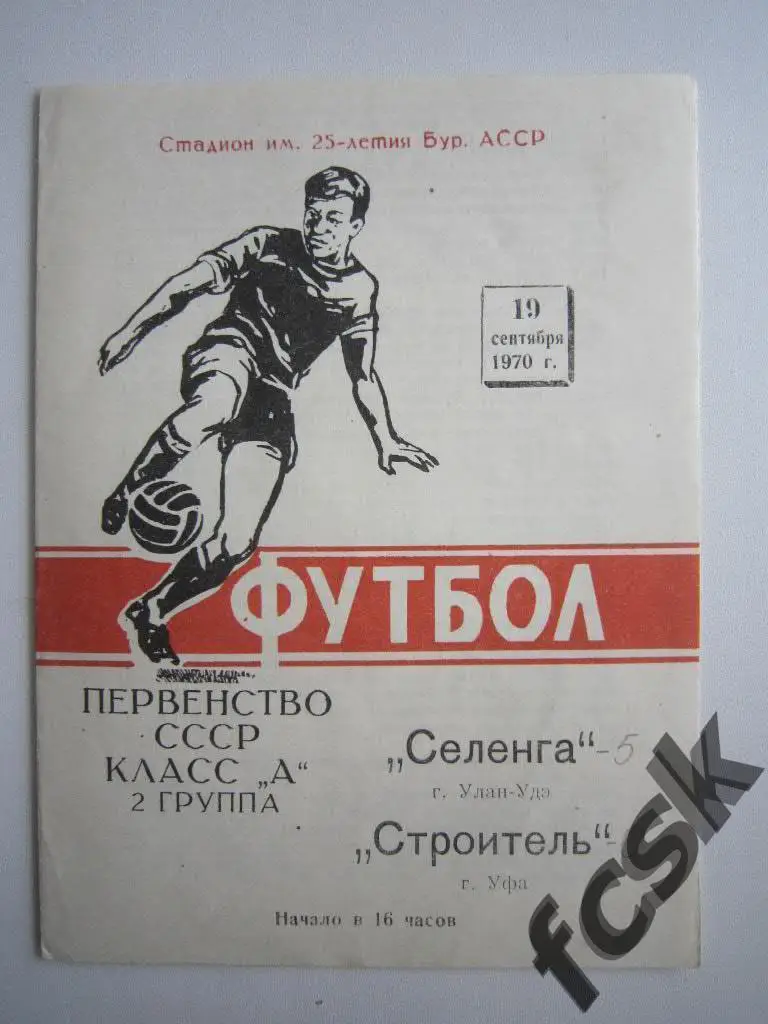 Стадион им. 25-летия Бур. АССР
19
сентября
1970 г.
ФУТБОЛ
ПЕРВЕНСТВО
СССР
КЛАСС „А“
2 ГРУППА
„Селенга“ - 5
г. Улан-Удэ
„Строитель“ -
г. Уфа
Начало в 16 часов
fcsk